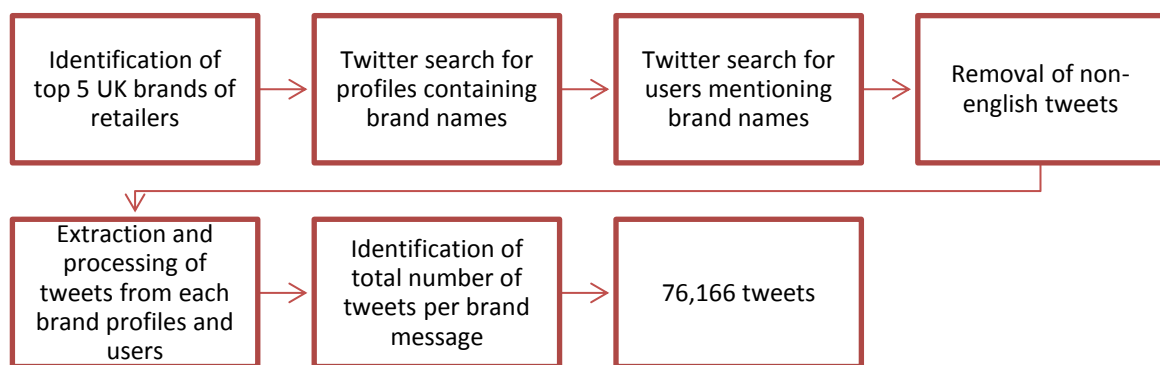 Identification of
top 5 UK brands of
retailers
Twitter search for
profiles containing
brand names
Twitter search for
users mentioning
brand names
Removal of non-
english tweets
Extraction and
processing of
tweets from each
brand profiles and
users
Identification of
total number of
tweets per brand
message
76,166 tweets